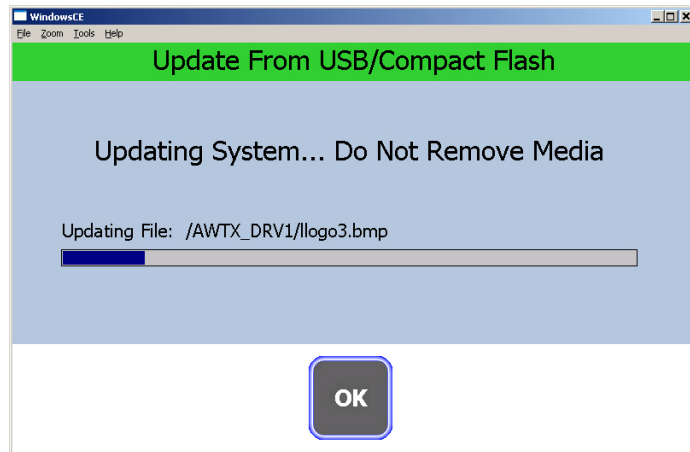 WindowsCE
File Zoom Tools Help
Update From USB/Compact Flash
Updating System... Do Not Remove Media
Updating File: /AWTX_DRV1/llogo3.bmp
OK